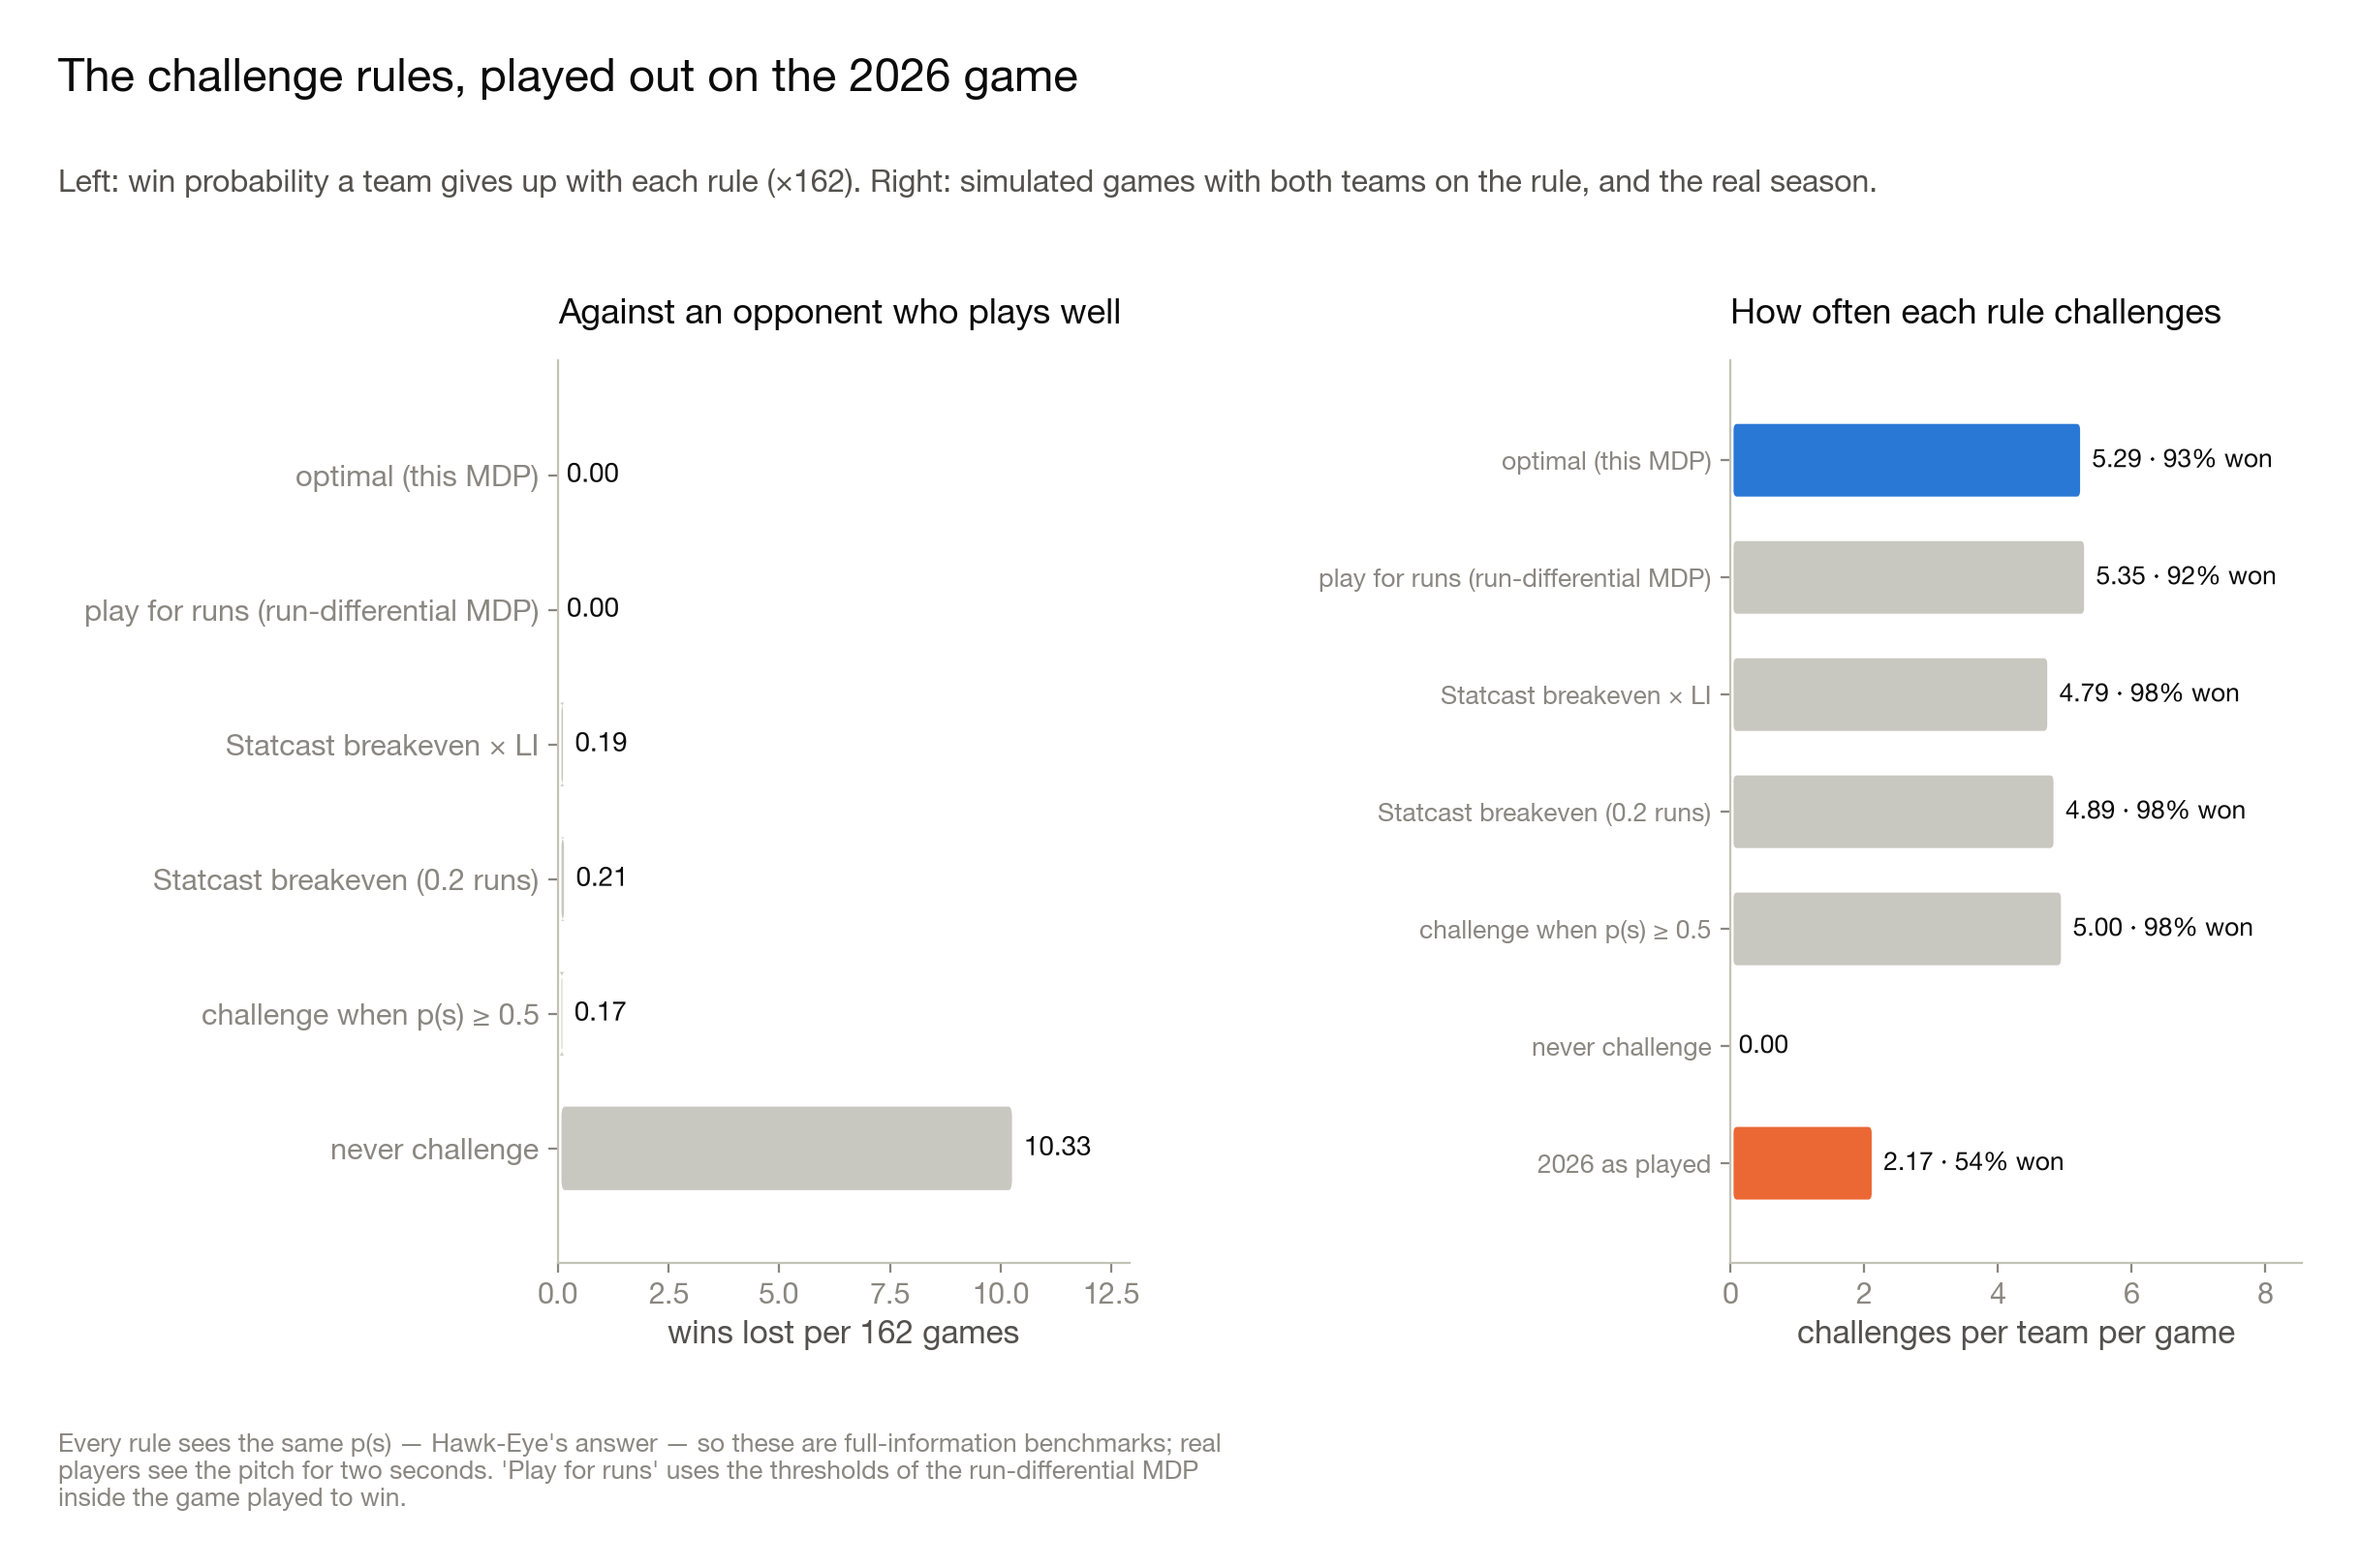 The challenge rules, played out on the 2026 game
Left: win probability a team gives up with each rule (×162). Right: simulated games with both teams on the rule, and the real season.
Against an opponent who plays well
optimal (this MDP)
0.00
play for runs (run-differential MDP)
0.00
Statcast breakeven × LI
0.19
Statcast breakeven (0.2 runs)
0.21
challenge when p(s) ≥ 0.5
0.17
never challenge
10.33
0.0 2.5 5.0 7.5 10.0 12.5
wins lost per 162 games
How often each rule challenges
optimal (this MDP)
5.29 · 93% won
play for runs (run-differential MDP)
5.35 · 92% won
Statcast breakeven × LI
4.79 · 98% won
Statcast breakeven (0.2 runs)
4.89 · 98% won
challenge when p(s) ≥ 0.5
5.00 · 98% won
never challenge
0.00
2026 as played
2.17 · 54% won
0 2 4 6 8
challenges per team per game
Every rule sees the same p(s) — Hawk-Eye's answer — so these are full-information benchmarks; real
players see the pitch for two seconds. 'Play for runs' uses the thresholds of the run-differential MDP
inside the game played to win.